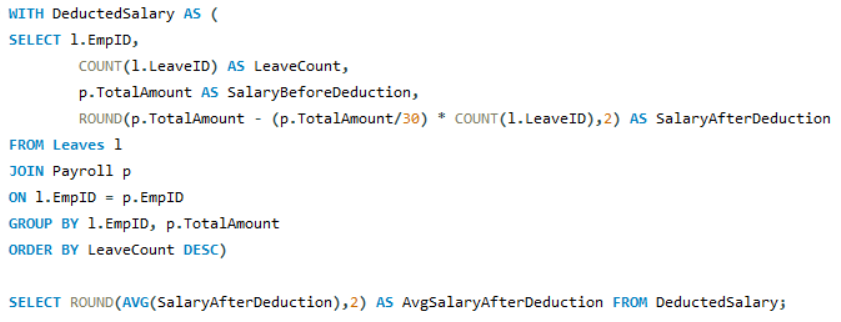 WITH DeductedSalary AS (
SELECT l.EmpID,
COUNT(l.LeaveID) AS LeaveCount,
p.TotalAmount AS SalaryBeforeDeduction,
ROUND(p.TotalAmount - (p.TotalAmount/30) * COUNT(l.LeaveID),2) AS SalaryAfterDeduction
FROM Leaves l
JOIN Payroll p
ON l.EmpID = p.EmpID
GROUP BY l.EmpID, p.TotalAmount
ORDER BY LeaveCount DESC)
SELECT ROUND(AVG(SalaryAfterDeduction),2) AS AvgSalaryAfterDeduction FROM DeductedSalary;